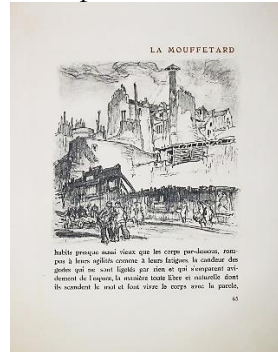 LA MOUFFETARD
habits presque aussi vieux que les corps par-dessous, rom-
pus à leurs agilités comme à leurs fatigues, la candeur des
gestes qui ne sont ligotés par rien et qui s'emparent avi-
dement de l'espace, la manière toute libre et naturelle dont
ils scandent le mot et font vivre le corps avec la parole,
65